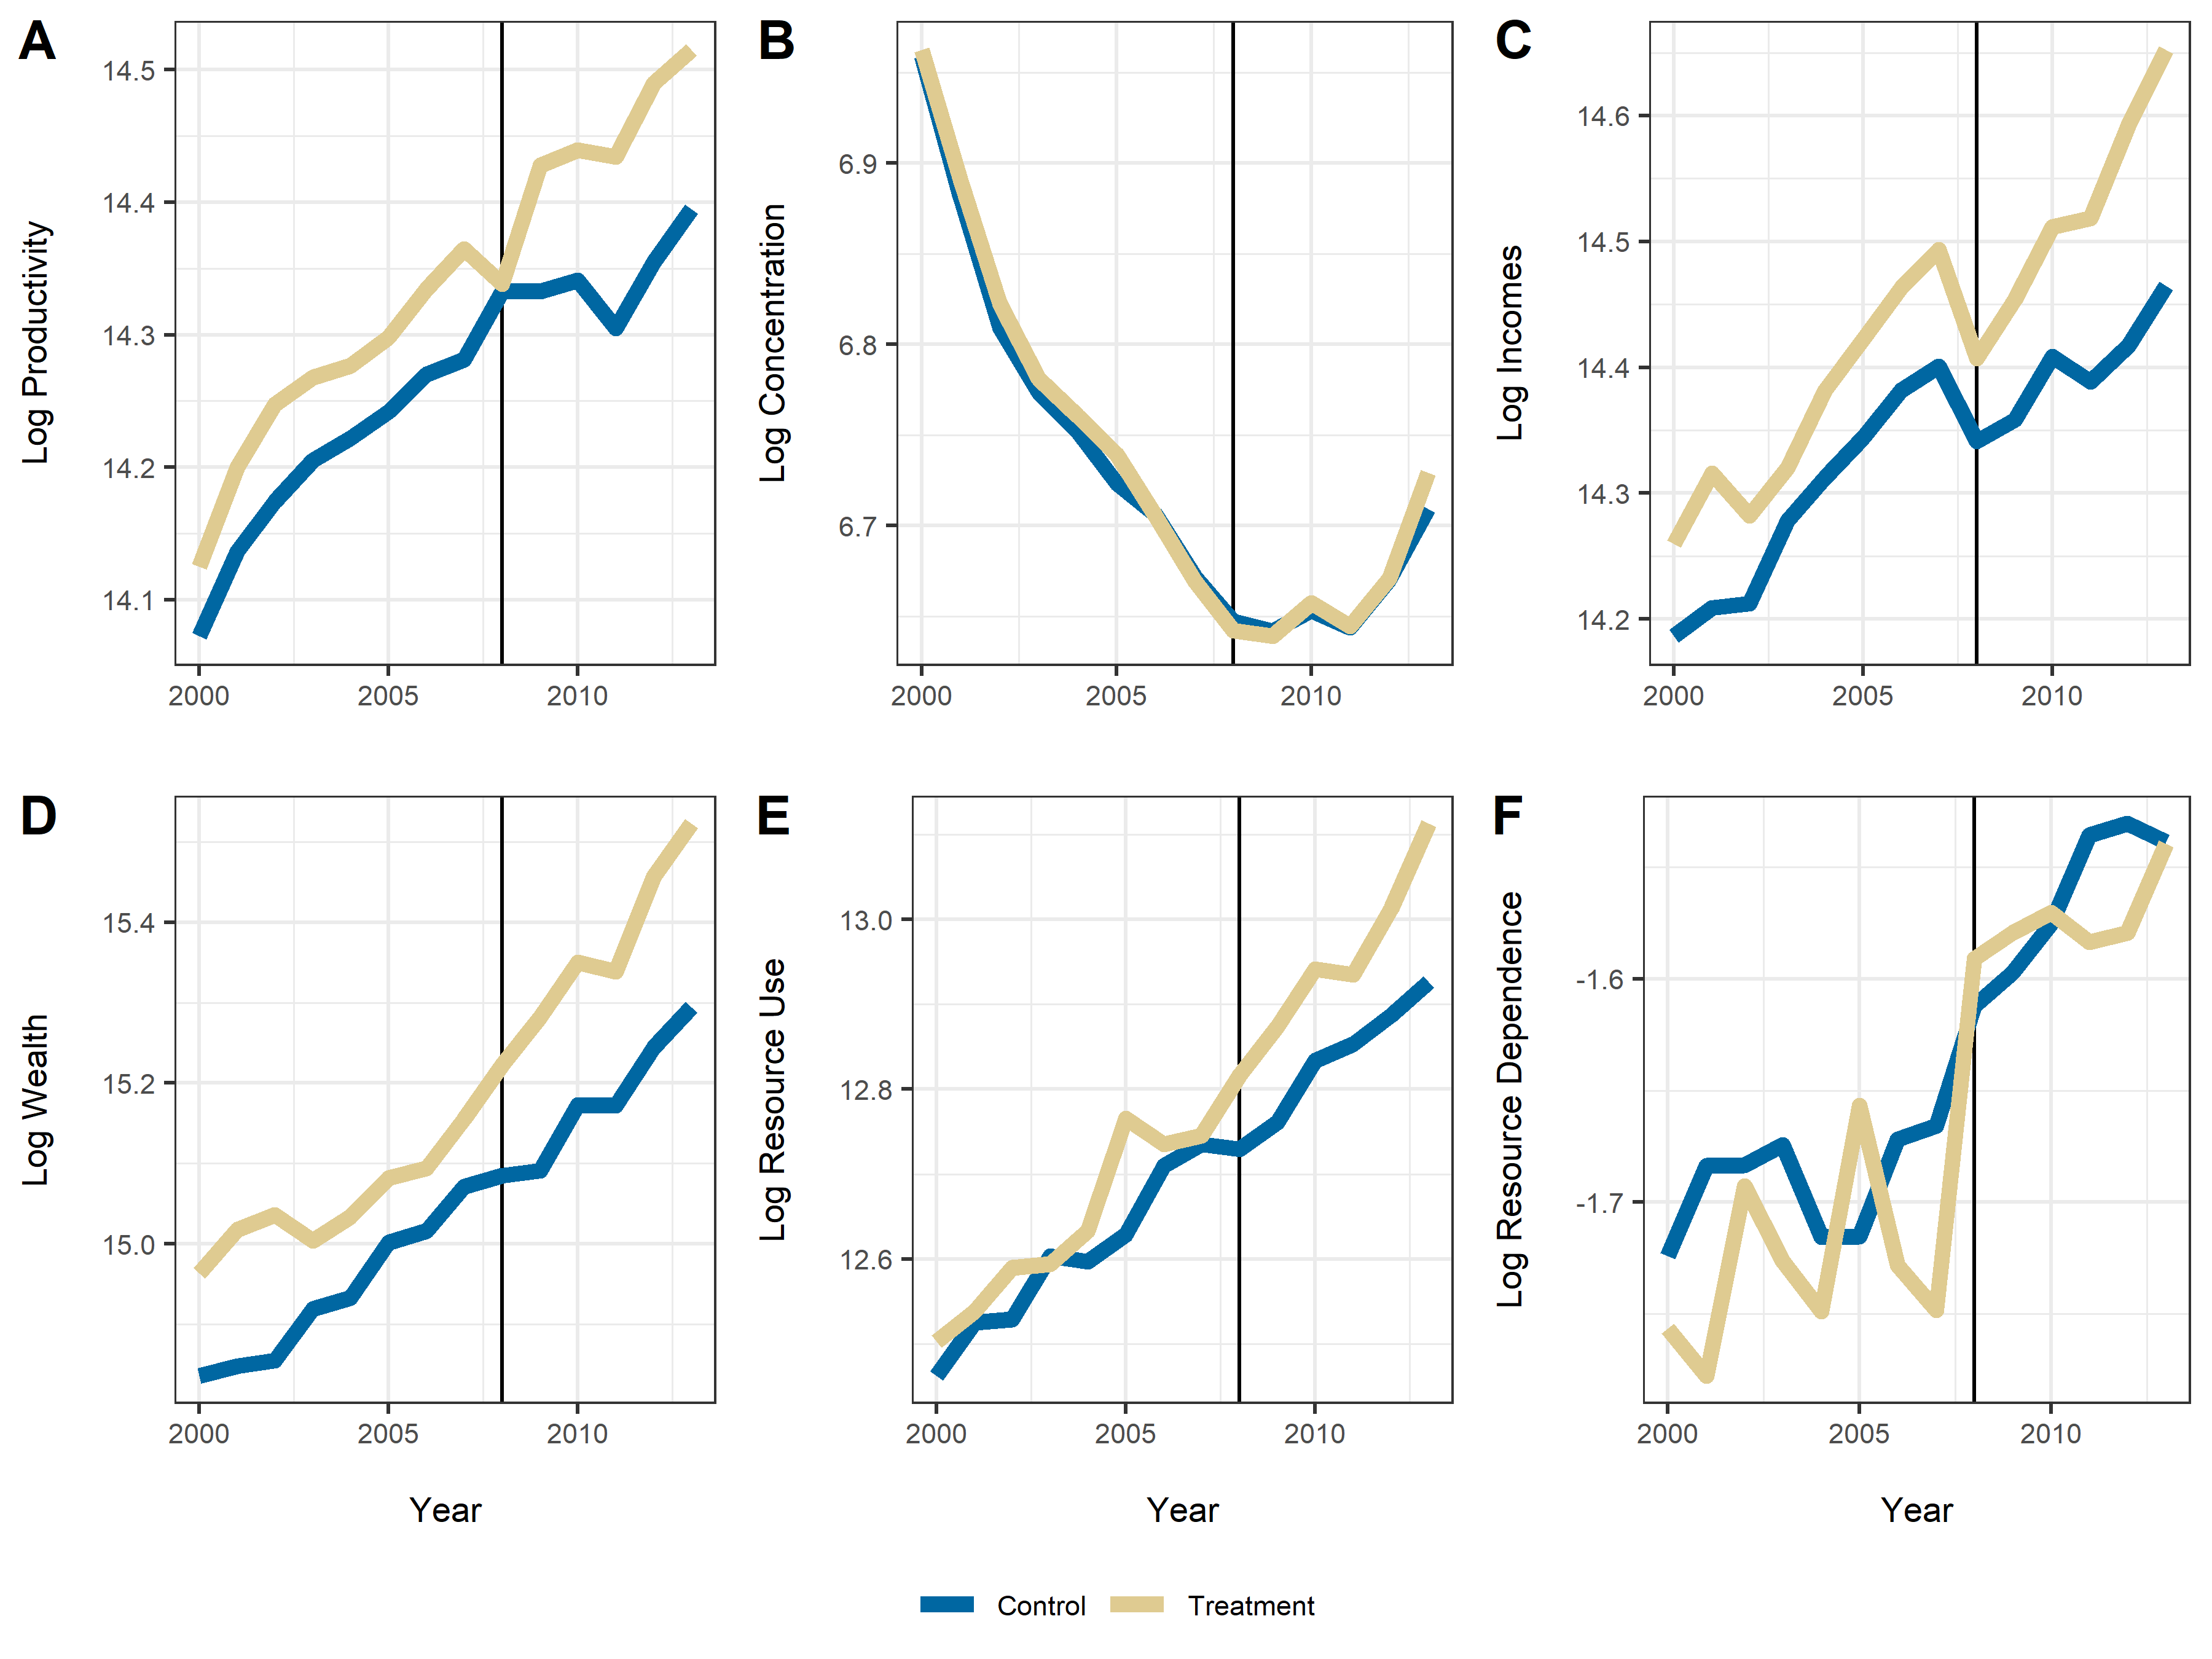 A
B
C
Log Productivity
14.5
14.4
14.3
14.2
14.1
2000 2005 2010
Log Concentration
6.9
6.8
6.7
2000 2005 2010
Log Incomes
14.6
14.5
14.4
14.3
14.2
2000 2005 2010
D
E
F
Log Wealth
15.4
15.2
15.0
2000 2005 2010
Year
Log Resource Use
13.0
12.8
12.6
2000 2005 2010
Year
Log Resource Dependence
-1.6
-1.7
2000 2005 2010
Year
Control Treatment